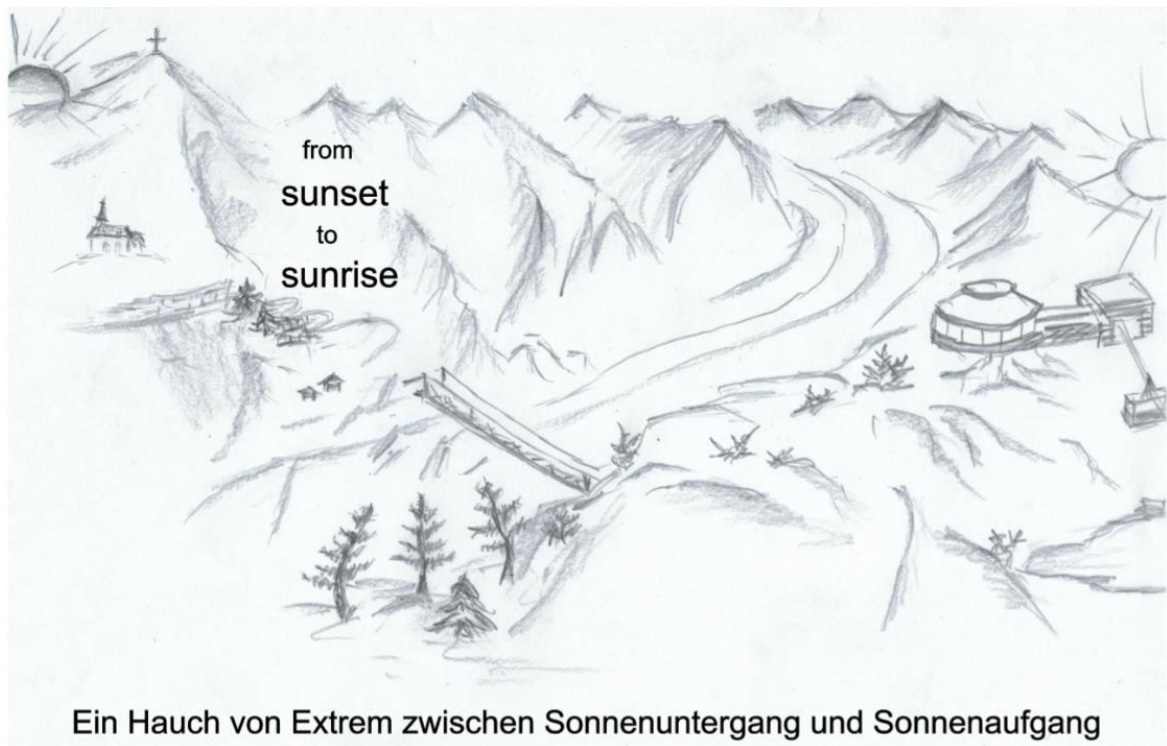 from
sunset
to
sunrise
Ein Hauch von Extrem zwischen Sonnenuntergang und Sonnenaufgang